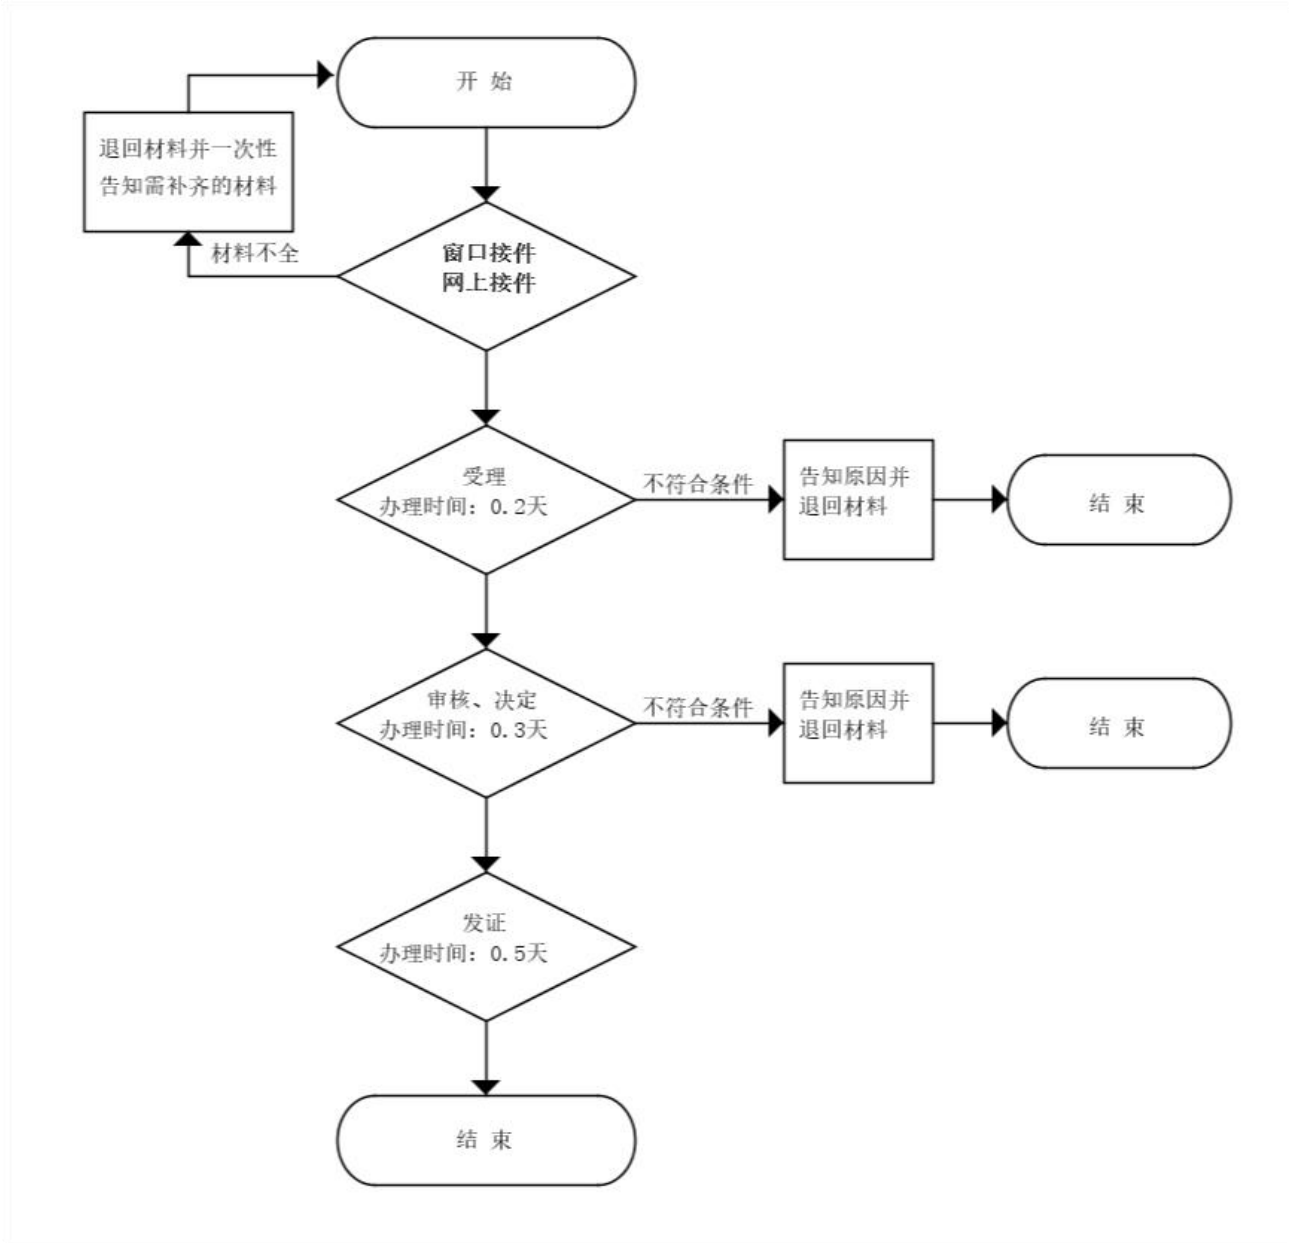 开 始
退回材料并一次性
告知需补齐的材料
材料不全
窗口接件
网上接件
受理
办理时间：0.2天
不符合条件
告知原因并
退回材料
结 束
审核、决定
办理时间：0.3天
不符合条件
告知原因并
退回材料
结 束
发证
办理时间：0.5天
结 束